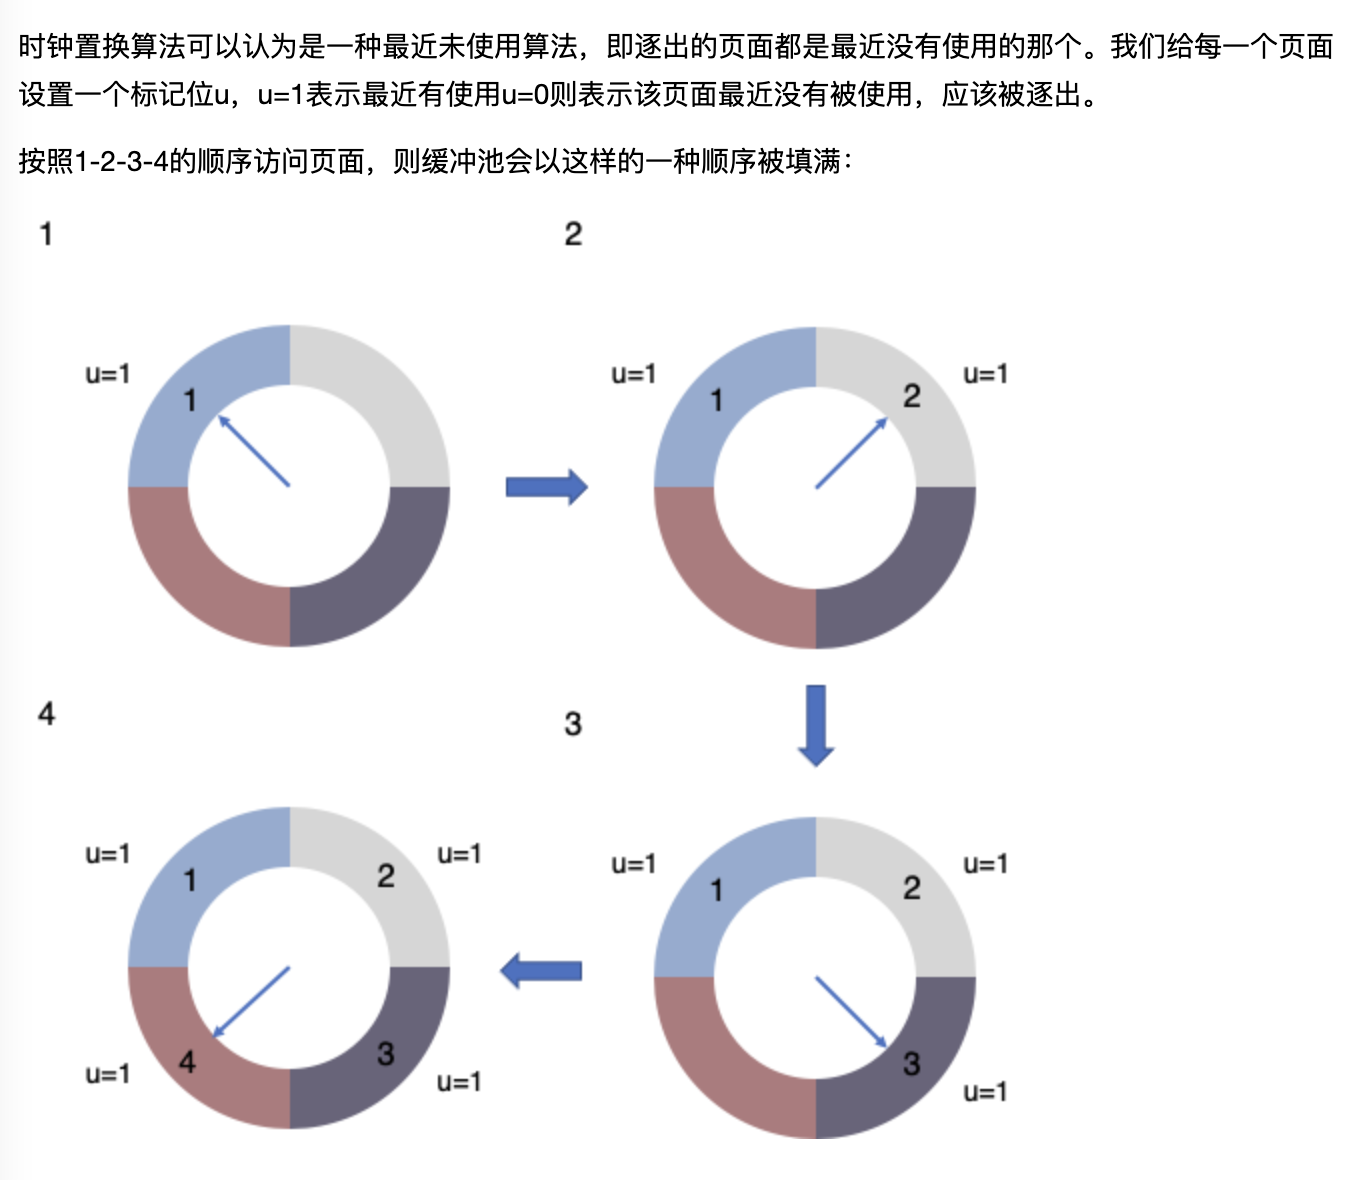 时钟置换算法可以认为是一种最近未使用算法，即逐出的页面都是最近没有使用的那个。我们给每一个页面
设置一个标记位u，u=1表示最近有使用u=0则表示该页面最近没有被使用，应该被逐出。
按照1-2-3-4的顺序访问页面，则缓冲池会以这样的一种顺序被填满：
1
u=1
1
2
u=1
1
2
u=1
4
u=1
1
2
u=1
u=1
4
3
u=1
3
u=1
1
2
u=1
3
u=1